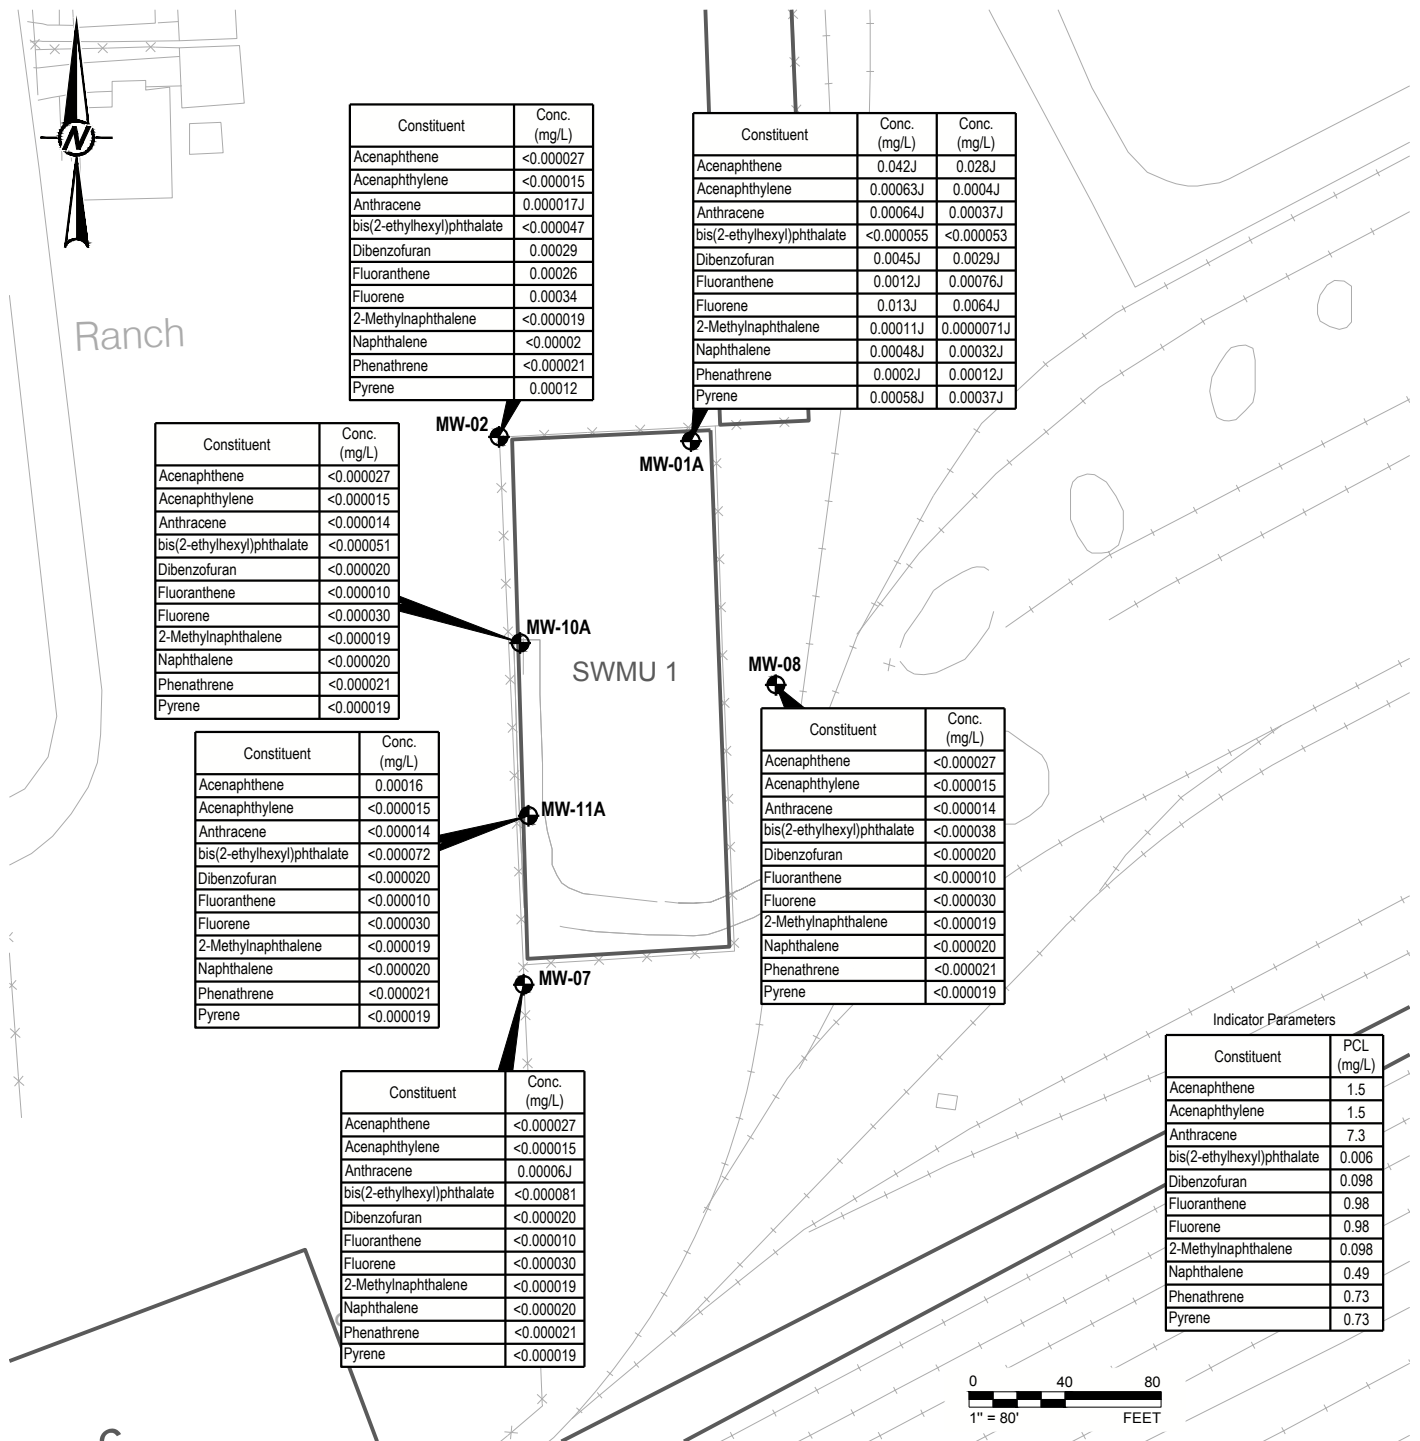 N
Ranch
Constituent Conc. (mg/L)
Acenaphthene <0.000027
Acenaphthylene <0.000015
Anthracene 0.000017J
bis(2-ethylhexyl)phthalate <0.000047
Dibenzofuran 0.00029
Fluoranthene 0.00026
Fluorene 0.00034
2-Methylnaphthalene <0.000019
Naphthalene <0.00002
Phenathrene <0.000021
Pyrene 0.00012
MW-02
Constituent Conc. (mg/L) Conc. (mg/L)
Acenaphthene 0.042J 0.028J
Acenaphthylene 0.00063J 0.0004J
Anthracene 0.00064J 0.00037J
bis(2-ethylhexyl)phthalate <0.000055 <0.000053
Dibenzofuran 0.0045J 0.0029J
Fluoranthene 0.0012J 0.00076J
Fluorene 0.013J 0.0064J
2-Methylnaphthalene 0.00011J 0.0000071J
Naphthalene 0.00048J 0.00032J
Phenathrene 0.0002J 0.00012J
Pyrene 0.00058J 0.00037J
MW-01A
Constituent Conc. (mg/L)
Acenaphthene <0.000027
Acenaphthylene <0.000015
Anthracene <0.000014
bis(2-ethylhexyl)phthalate <0.000051
Dibenzofuran <0.000020
Fluoranthene <0.000010
Fluorene <0.000030
2-Methylnaphthalene <0.000019
Naphthalene <0.000020
Phenathrene <0.000021
Pyrene <0.000019
MW-10A
SWMU 1
MW-08
Constituent Conc. (mg/L)
Acenaphthene <0.000027
Acenaphthylene <0.000015
Anthracene <0.000014
bis(2-ethylhexyl)phthalate <0.000038
Dibenzofuran <0.000020
Fluoranthene <0.000010
Fluorene <0.000030
2-Methylnaphthalene <0.000019
Naphthalene <0.000020
Phenathrene <0.000021
Pyrene <0.000019
Constituent Conc. (mg/L)
Acenaphthene 0.00016
Acenaphthylene <0.000015
Anthracene <0.000014
bis(2-ethylhexyl)phthalate <0.000072
Dibenzofuran <0.000020
Fluoranthene <0.000010
Fluorene <0.000030
2-Methylnaphthalene <0.000019
Naphthalene <0.000020
Phenathrene <0.000021
Pyrene <0.000019
MW-11A
MW-07
Constituent Conc. (mg/L)
Acenaphthene <0.000027
Acenaphthylene <0.000015
Anthracene 0.00006J
bis(2-ethylhexyl)phthalate <0.000081
Dibenzofuran <0.000020
Fluoranthene <0.000010
Fluorene <0.000030
2-Methylnaphthalene <0.000019
Naphthalene <0.000020
Phenathrene <0.000021
Pyrene <0.000019
Indicator Parameters
Constituent PCL (mg/L)
Acenaphthene 1.5
Acenaphthylene 1.5
Anthracene 7.3
bis(2-ethylhexyl)phthalate 0.006
Dibenzofuran 0.098
Fluoranthene 0.98
Fluorene 0.98
2-Methylnaphthalene 0.098
Naphthalene 0.49
Phenathrene 0.73
Pyrene 0.73
0 40 80
1" = 80' FEET